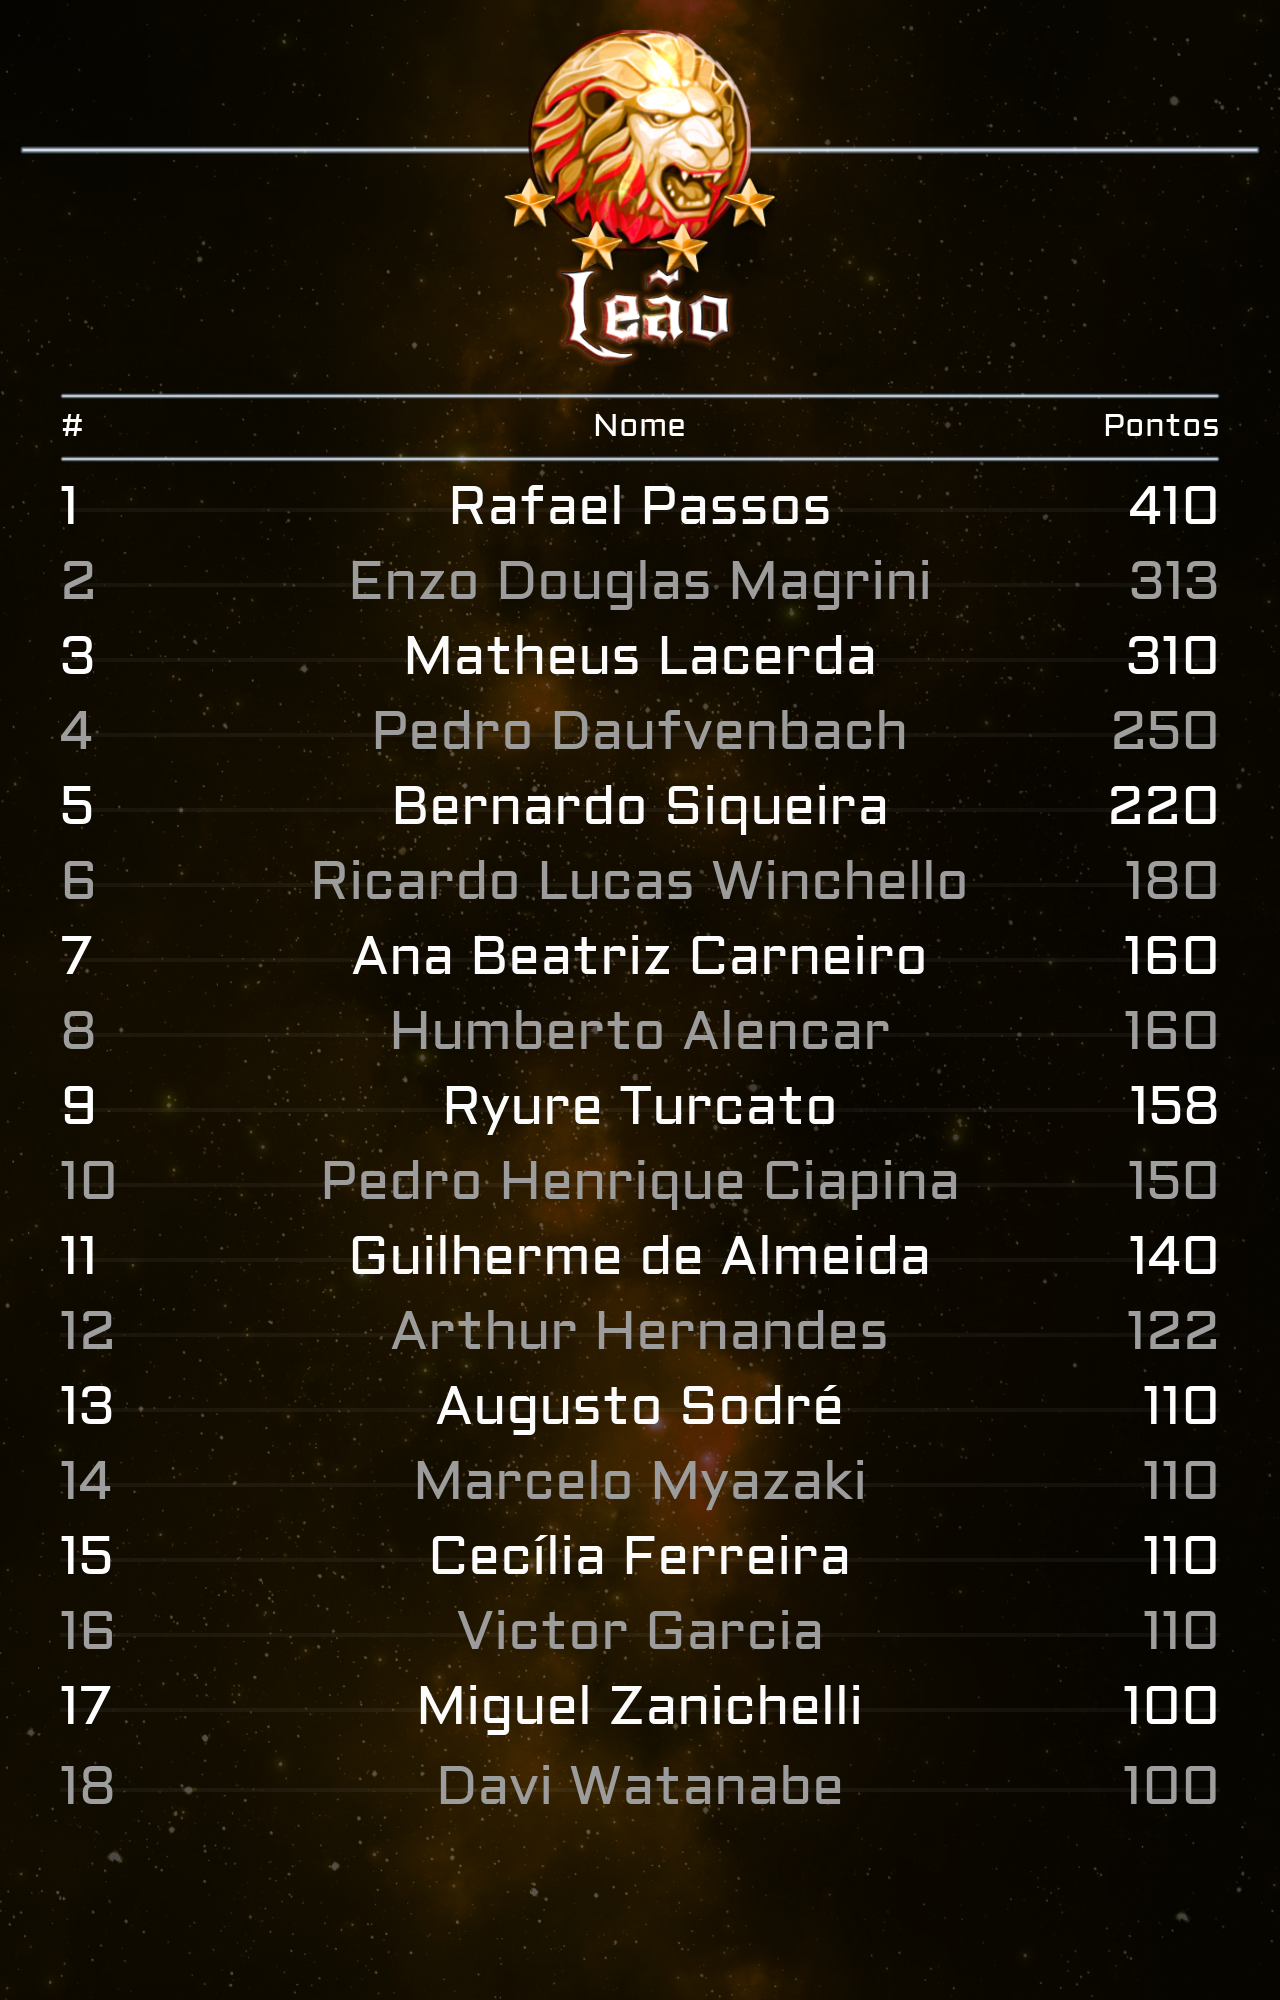 Leão
# Nome Pontos
1 Rafael Passos 410
2 Enzo Douglas Magrini 313
3 Matheus Lacerda 310
4 Pedro Daufvenbach 250
5 Bernardo Siqueira 220
6 Ricardo Lucas Winchello 180
7 Ana Beatriz Carneiro 160
8 Humberto Alencar 160
9 Ryure Turcato 158
10 Pedro Henrique Ciapina 150
11 Guilherme de Almeida 140
12 Arthur Hernandes 122
13 Augusto Sodré 110
14 Marcelo Myazaki 110
15 Cecília Ferreira 110
16 Victor Garcia 110
17 Miguel Zanichelli 100
18 Davi Watanabe 100